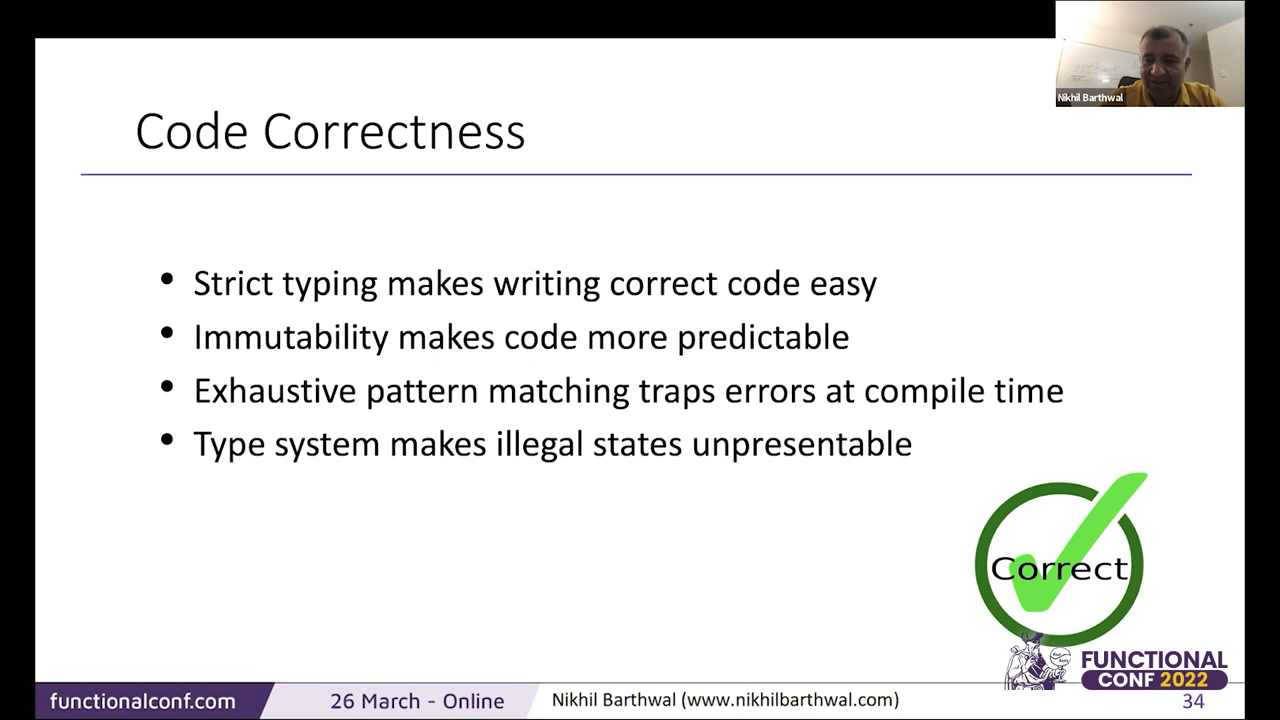 Nikhil Barthwal
Code Correctness
• Strict typing makes writing correct code easy
• Immutability makes code more predictable
• Exhaustive pattern matching traps errors at compile time
• Type system makes illegal states unpresentable
Correct
FUNCTIONAL
CONF 2022
functionalconf.com
26 March - Online
Nikhil Barthwal (www.nikhilbarthwal.com)
34